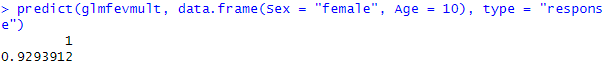 > predict(glmfevmult, data.frame(Sex = "female", Age = 10), type = "respons
e")
1
0.9293912